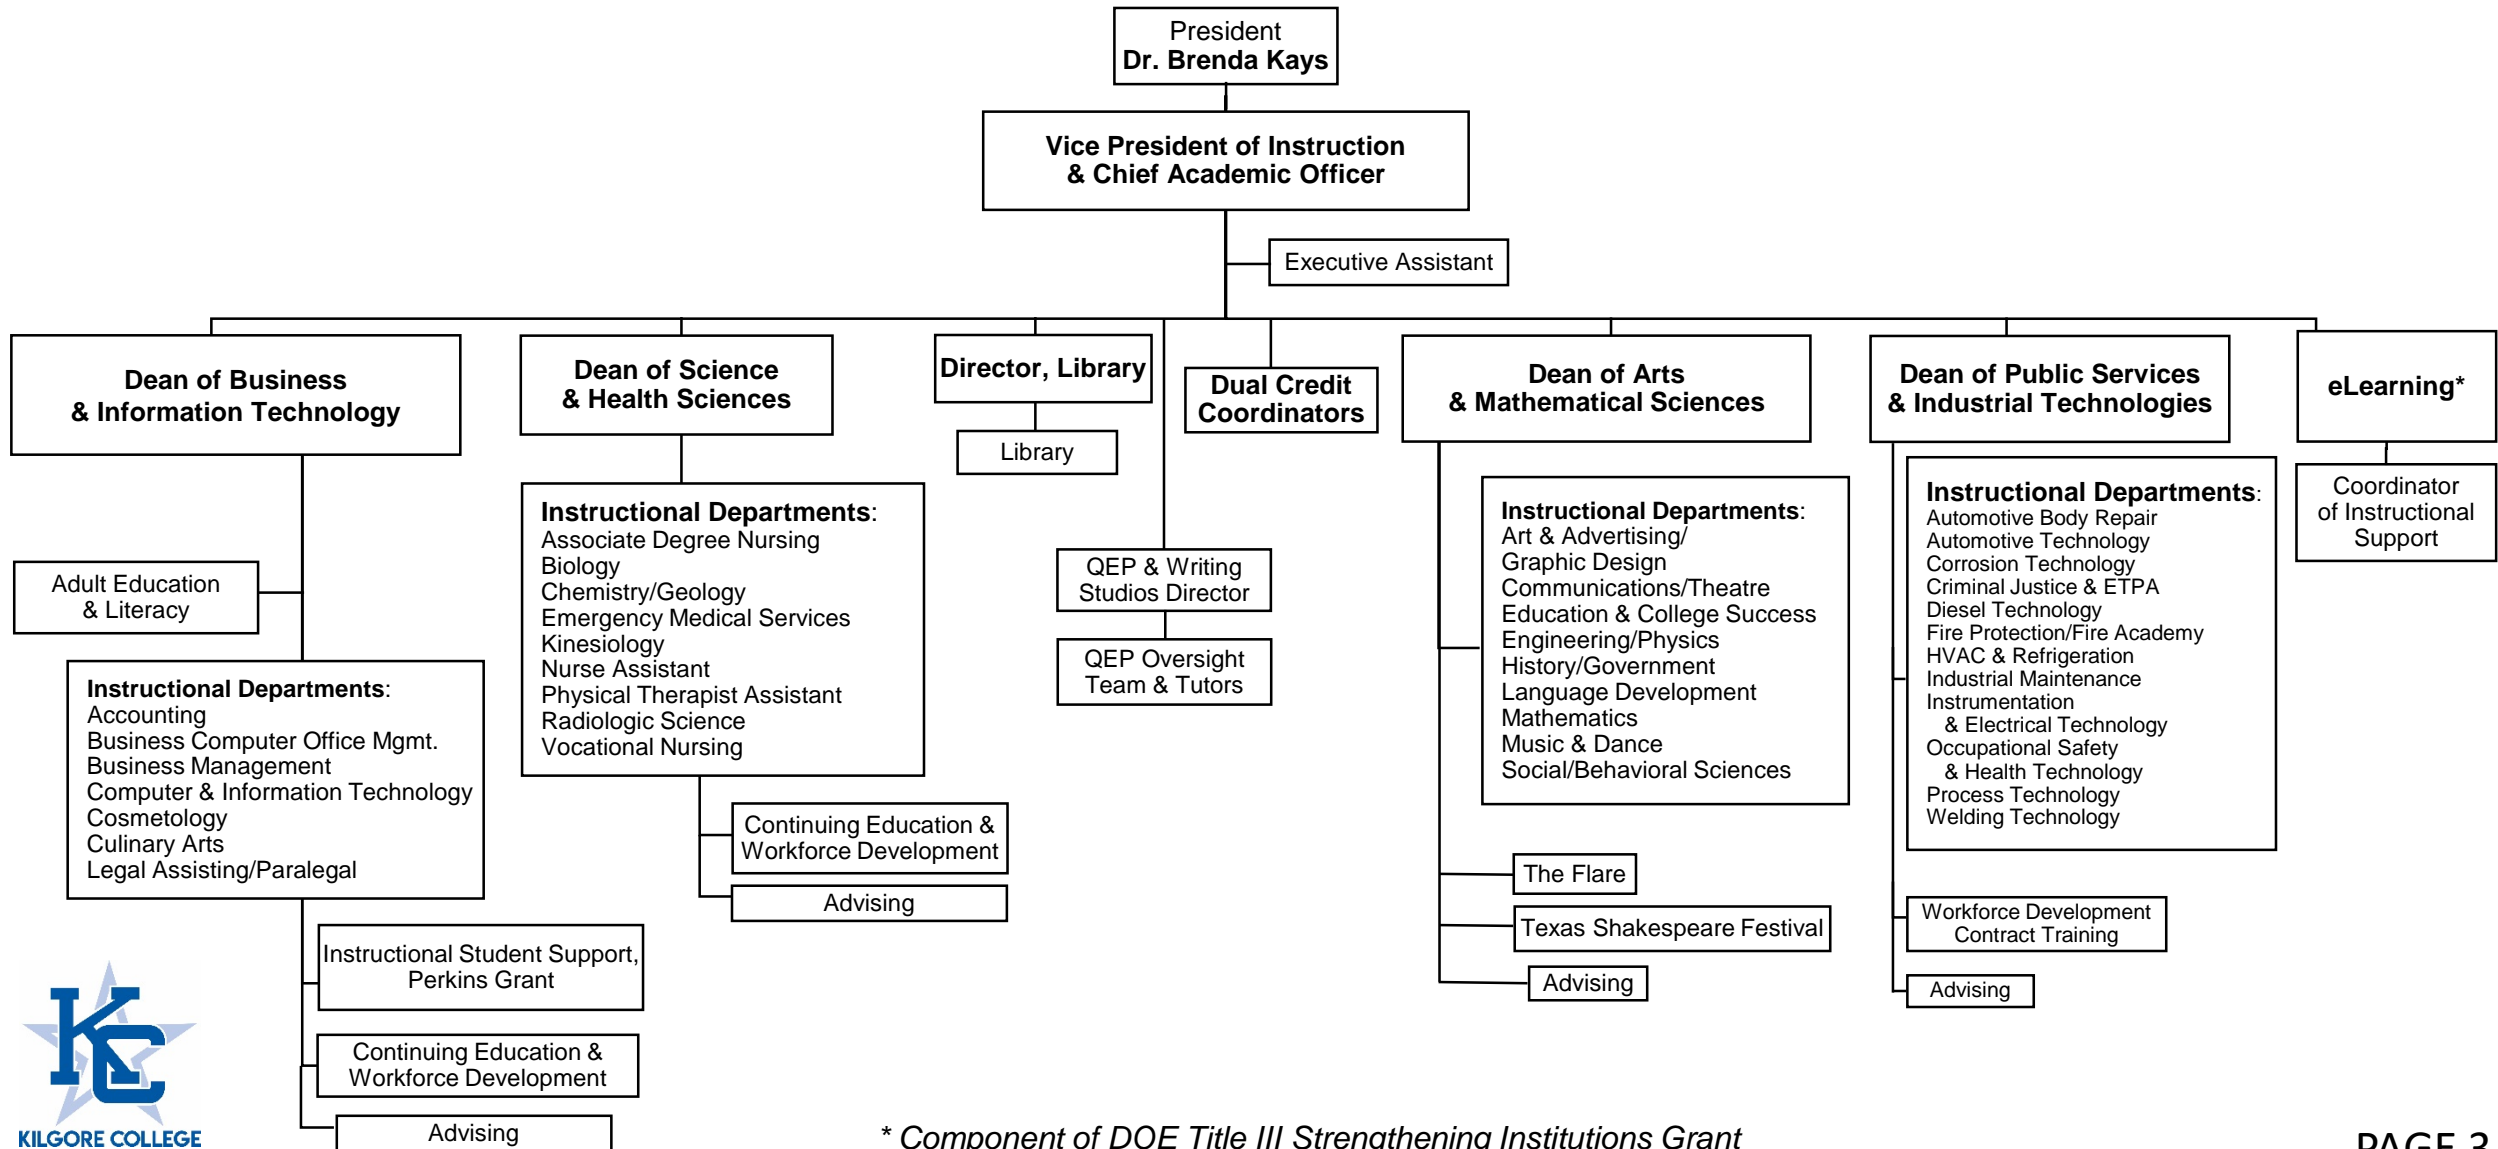 President
Dr. Brenda Kays
Vice President of Instruction
& Chief Academic Officer
Executive Assistant
Dean of Business
& Information Technology
Adult Education
& Literacy
Instructional Departments:
Accounting
Business Computer Office Mgmt.
Business Management
Computer & Information Technology
Cosmetology
Culinary Arts
Legal Assisting/Paralegal
Instructional Student Support,
Perkins Grant
Continuing Education &
Workforce Development
Advising
Dean of Science
& Health Sciences
Instructional Departments:
Associate Degree Nursing
Biology
Chemistry/Geology
Emergency Medical Services
Kinesiology
Nurse Assistant
Physical Therapist Assistant
Radiologic Science
Vocational Nursing
Continuing Education &
Workforce Development
Advising
Director, Library
Library
QEP & Writing
Studios Director
QEP Oversight
Team & Tutors
Dual Credit
Coordinators
Dean of Arts
& Mathematical Sciences
Instructional Departments:
Art & Advertising/
Graphic Design
Communications/Theatre
Education & College Success
Engineering/Physics
History/Government
Language Development
Mathematics
Music & Dance
Social/Behavioral Sciences
The Flare
Texas Shakespeare Festival
Advising
Dean of Public Services
& Industrial Technologies
Instructional Departments:
Automotive Body Repair
Automotive Technology
Corrosion Technology
Criminal Justice & ETPA
Diesel Technology
Fire Protection/Fire Academy
HVAC & Refrigeration
Industrial Maintenance
Instrumentation
& Electrical Technology
Occupational Safety
& Health Technology
Process Technology
Welding Technology
Workforce Development
Contract Training
Advising
eLearning*
Coordinator
of Instructional
Support
KC
KILGORE COLLEGE
* Component of DOE Title III Strengthening Institutions Grant
PAGE 3